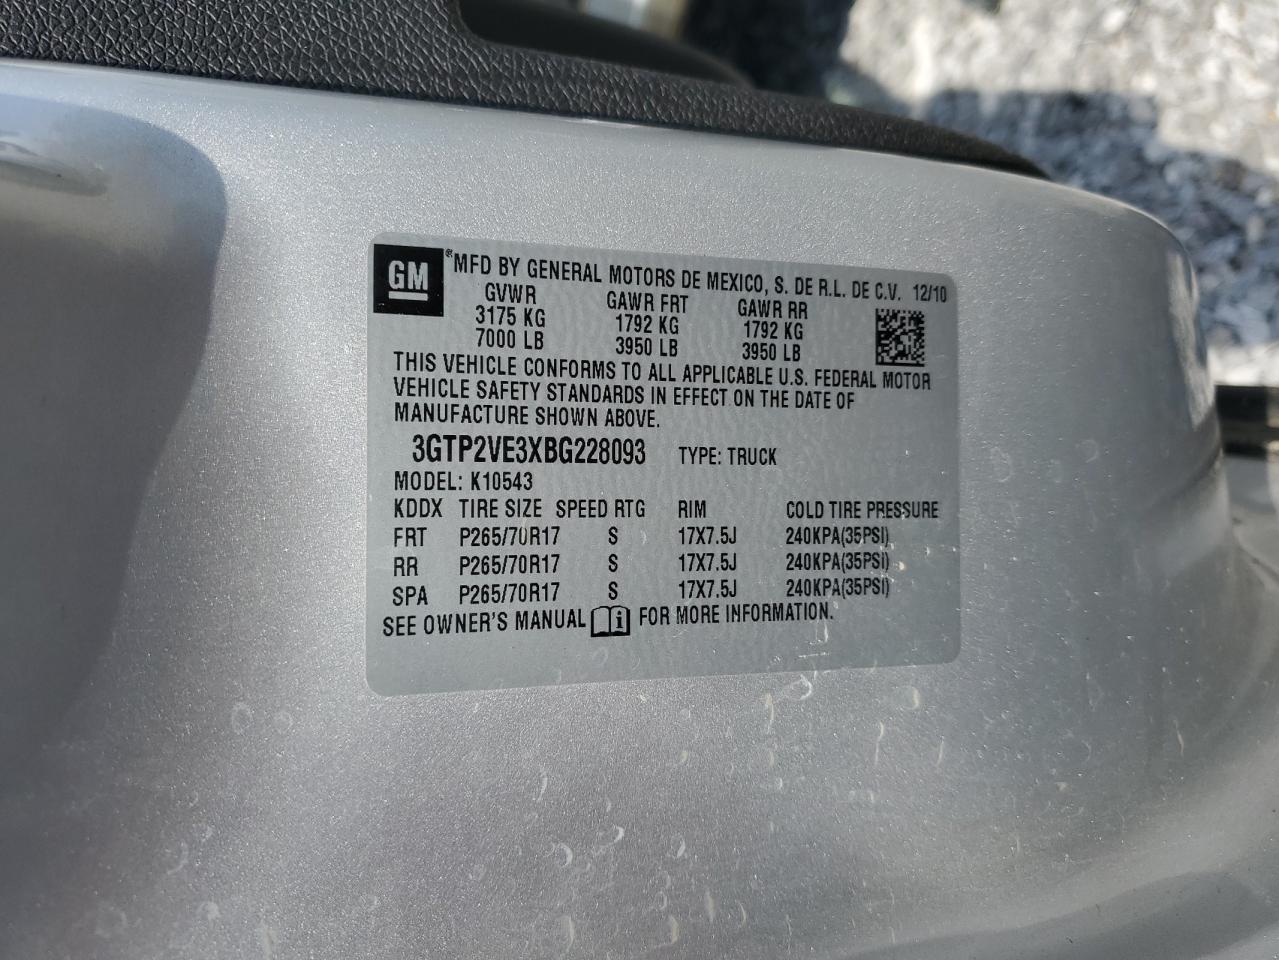 GM ® MFD BY GENERAL MOTORS DE MEXICO, S. DE R.L. DE C.V. 12/10
GVWR GAWR FRT GAWR RR
3175 KG 1792 KG 1792 KG
7000 LB 3950 LB 3950 LB
THIS VEHICLE CONFORMS TO ALL APPLICABLE U.S. FEDERAL MOTOR
VEHICLE SAFETY STANDARDS IN EFFECT ON THE DATE OF
MANUFACTURE SHOWN ABOVE.
3GTP2VE3XBG228093 TYPE: TRUCK
MODEL: K10543
KDDX TIRE SIZE SPEED RTG RIM COLD TIRE PRESSURE
FRT P265/70R17 S 17X7.5J 240KPA(35PSI)
RR P265/70R17 S 17X7.5J 240KPA(35PSI)
SPA P265/70R17 S 17X7.5J 240KPA(35PSI)
SEE OWNER'S MANUAL i FOR MORE INFORMATION.